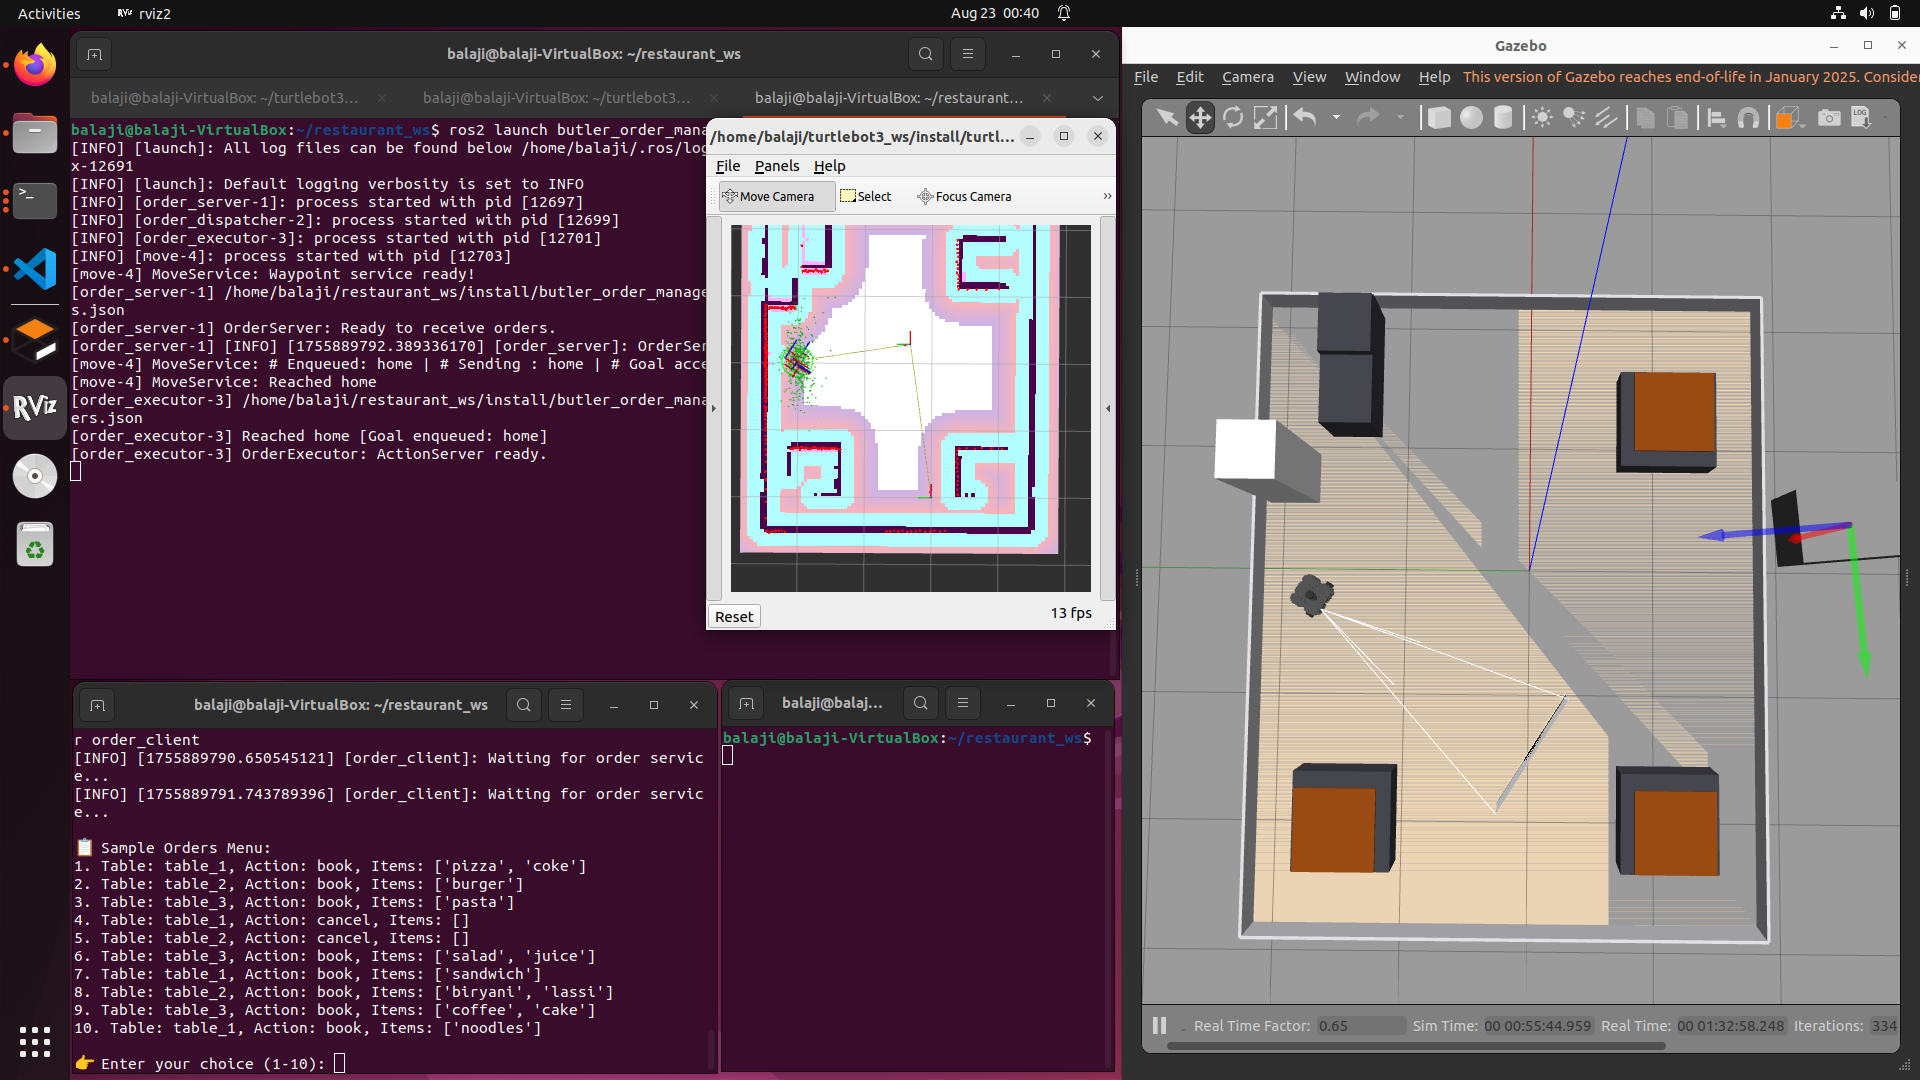 Activities
rviz2
Aug 23 00:40
balaji@balaji-VirtualBox: ~/restaurant_ws
balaji@balaji-VirtualBox: ~/turtlebot3...
balaji@balaji-VirtualBox: ~/turtlebot3...
balaji@balaji-VirtualBox: ~/restaurant...
balaji@balaji-VirtualBox:~/restaurant_ws$ ros2 launch butler_order_mana
[INFO] [launch]: All log files can be found below /home/balaji/.ros/log
x-12691
[INFO] [launch]: Default logging verbosity is set to INFO
[INFO] [order_server-1]: process started with pid [12697]
[INFO] [order_dispatcher-2]: process started with pid [12699]
[INFO] [order_executor-3]: process started with pid [12701]
[INFO] [move-4]: process started with pid [12703]
[move-4] MoveService: Waypoint service ready!
[order_server-1] /home/balaji/restaurant_ws/install/butler_order_manage
s.json
[order_server-1] OrderServer: Ready to receive orders.
[order_server-1] [INFO] [1755889792.389336170] [order_server]: OrderSer
[move-4] MoveService: # Enqueued: home | # Sending : home | # Goal acce
[move-4] MoveService: Reached home
[order_executor-3] /home/balaji/restaurant_ws/install/butler_order_mana
ers.json
[order_executor-3] Reached home [Goal enqueued: home]
[order_executor-3] OrderExecutor: ActionServer ready.
/home/balaji/turtlebot3_ws/install/turtl...
File Panels Help
Move Camera Select Focus Camera »
Reset
13 fps
Gazebo
File Edit Camera View Window Help This version of Gazebo reaches end-of-life in January 2025. Consider
LOG
RViz
balaji@balaji-VirtualBox: ~/restaurant_ws
r order_client
[INFO] [1755889790.650545121] [order_client]: Waiting for order servic
e...
[INFO] [1755889791.743789396] [order_client]: Waiting for order servic
e...
📋 Sample Orders Menu:
1. Table: table_1, Action: book, Items: ['pizza', 'coke']
2. Table: table_2, Action: book, Items: ['burger']
3. Table: table_3, Action: book, Items: ['pasta']
4. Table: table_1, Action: cancel, Items: []
5. Table: table_2, Action: cancel, Items: []
6. Table: table_3, Action: book, Items: ['salad', 'juice']
7. Table: table_1, Action: book, Items: ['sandwich']
8. Table: table_2, Action: book, Items: ['biryani', 'lassi']
9. Table: table_3, Action: book, Items: ['coffee', 'cake']
10. Table: table_1, Action: book, Items: ['noodles']
👉 Enter your choice (1-10):
balaji@balaj...
balaji@balaji-VirtualBox:~/restaurant_ws$
Real Time Factor: 0.65 Sim Time: 00 00:55:44.959 Real Time: 00 01:32:58.248 Iterations: 334